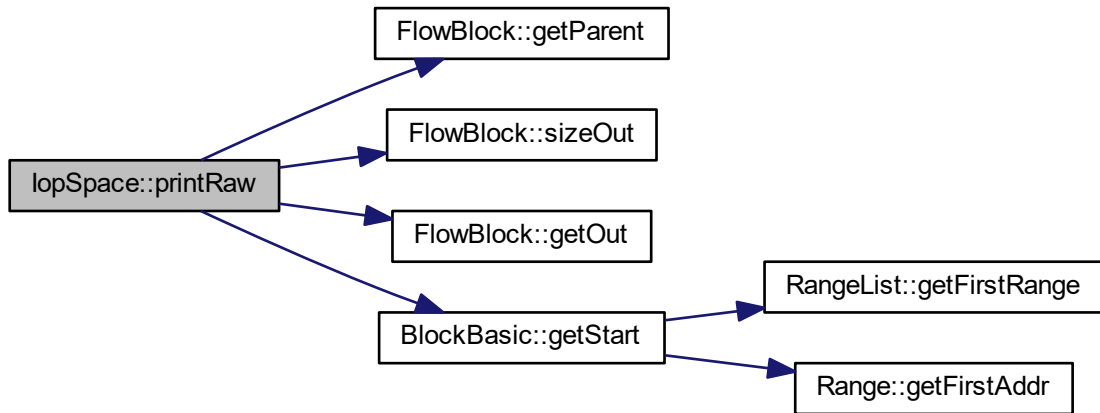 FlowBlock::getParent
FlowBlock::sizeOut
IopSpace::printRaw
FlowBlock::getOut
RangeList::getFirstRange
BlockBasic::getStart
Range::getFirstAddr